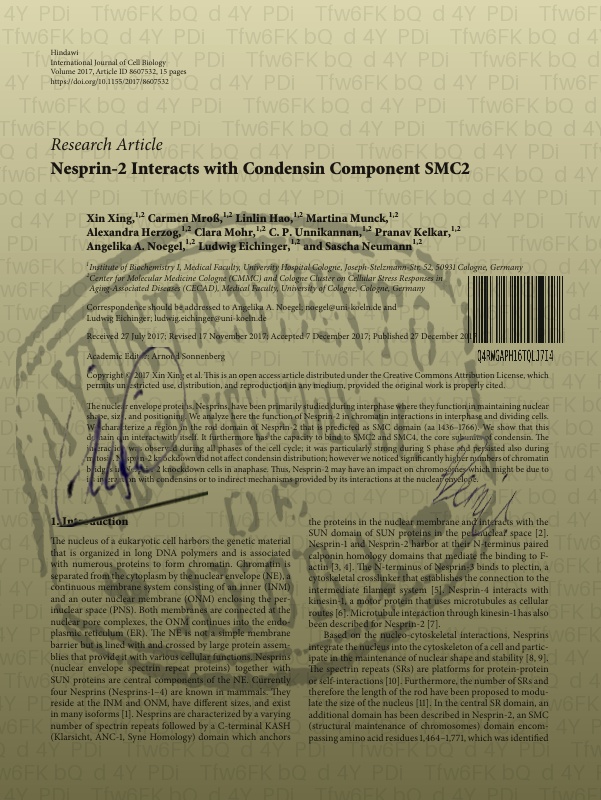 Hindawi
International Journal of Cell Biology
Volume 2017, Article ID 8607532, 15 pages
https://doi.org/10.1155/2017/8607532
Research Article
Nesprin-2 Interacts with Condensin Component SMC2
Xin Xing,1,2 Carmen Mroß,1,2 Linlin Hao,1,2 Martina Munck,1,2
Alexandra Herzog,1,2 Clara Mohr,1,2 C. P. Unnikannan,1,2 Pranav Kelkar,1,2
Angelika A. Noegel,1,2 Ludwig Eichinger,1,2 and Sascha Neumann1,2
1Institute of Biochemistry I, Medical Faculty, University Hospital Cologne, Joseph-Stelzmann-Str. 52, 50931 Cologne, Germany
2Center for Molecular Medicine Cologne (CMMC) and Cologne Cluster on Cellular Stress Responses in
Aging-Associated Diseases (CECAD), Medical Faculty, University of Cologne, Cologne, Germany
Correspondence should be addressed to Angelika A. Noegel; noegel@uni-koeln.de and
Ludwig Eichinger; ludwig.eichinger@uni-koeln.de
Received 27 July 2017; Revised 17 November 2017; Accepted 7 December 2017; Published 27 December 201
Q4RWGAPH16TQLJ7I4
Academic Editor: Arnoud Sonnenberg
Copyright © 2017 Xin Xing et al. This is an open access article distributed under the Creative Commons Attribution License, which
permits unrestricted use, distribution, and reproduction in any medium, provided the original work is properly cited.
The nuclear envelope proteins, Nesprins, have been primarily studied during interphase where they function in maintaining nuclear
shape, size, and positioning. We analyze here the function of Nesprin-2 in chromatin interactions in interphase and dividing cells.
We characterize a region in the rod domain of Nesprin-2 that is predicted as SMC domain (aa 1436–1766). We show that this
domain can interact with itself. It furthermore has the capacity to bind to SMC2 and SMC4, the core subunits of condensin. The
interaction was observed during all phases of the cell cycle; it was particularly strong during S phase and persisted also during
mitosis. Nesprin-2 knockdown did not affect condensin distribution; however we noticed significantly higher numbers of chromatin
bridges in Nesprin-2 knockdown cells in anaphase. Thus, Nesprin-2 may have an impact on chromosomes which might be due to
its interaction with condensins or to indirect mechanisms provided by its interactions at the nuclear envelope.
1. Introduction
The nucleus of a eukaryotic cell harbors the genetic material
that is organized in long DNA polymers and is associated
with numerous proteins to form chromatin. Chromatin is
separated from the cytoplasm by the nuclear envelope (NE), a
continuous membrane system consisting of an inner (INM)
and an outer nuclear membrane (ONM) enclosing the per-
inuclear space (PNS). Both membranes are connected at the
nuclear pore complexes, the ONM continues into the endo-
plasmic reticulum (ER). The NE is not a simple membrane
barrier but is lined with and crossed by large protein assem-
blies that provide it with various cellular functions. Nesprins
(nuclear envelope spectrin repeat proteins) together with
SUN proteins are central components of the NE. Currently
four Nesprins (Nesprin-1–4) are known in mammals. They
reside at the INM and ONM, have different sizes, and exist
in many isoforms [1]. Nesprins are characterized by a varying
number of spectrin repeats followed by a C-terminal KASH
(Klarsicht, ANC-1, Syne Homology) domain which anchors
the proteins in the nuclear membrane and interacts with the
SUN domain of SUN proteins in the perinuclear space [2].
Nesprin-1 and Nesprin-2 harbor at their N-terminus paired
calponin homology domains that mediate the binding to F-
actin [3, 4]. The N-terminus of Nesprin-3 binds to plectin, a
cytoskeletal crosslinker that establishes the connection to the
intermediate filament system [5]. Nesprin-4 interacts with
kinesin-1, a motor protein that uses microtubules as cellular
routes [6]. Microtubule interaction through kinesin-1 has also
been described for Nesprin-2 [7].
Based on the nucleo-cytoskeletal interactions, Nesprins
integrate the nucleus into the cytoskeleton of a cell and partic-
ipate in the maintenance of nuclear shape and stability [8, 9].
The spectrin repeats (SRs) are platforms for protein-protein
or self-interactions [10]. Furthermore, the number of SRs and
therefore the length of the rod have been proposed to modu-
late the size of the nucleus [11]. In the central SR domain, an
additional domain has been described in Nesprin-2, an SMC
(structural maintenance of chromosomes) domain encom-
passing amino acid residues 1,464–1,771, which was identified